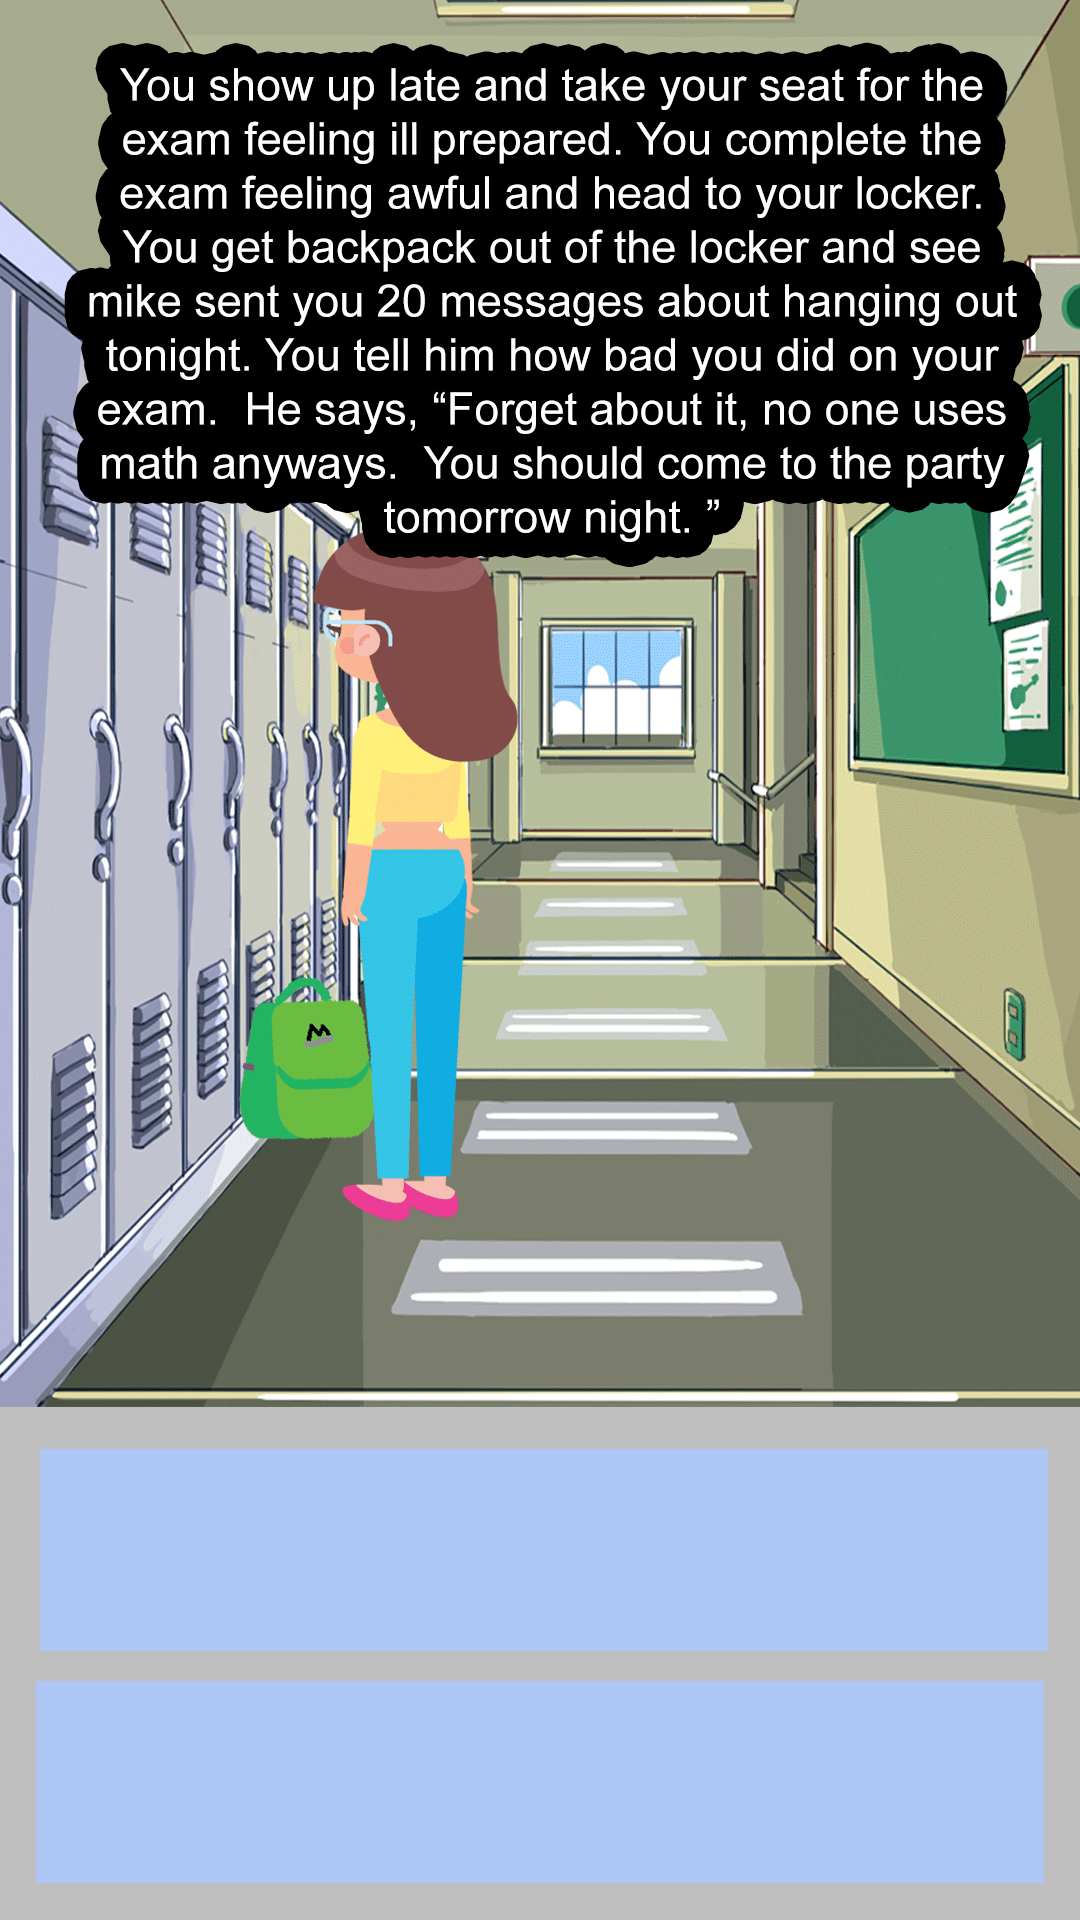 You show up late and take your seat for the
exam feeling ill prepared. You complete the
exam feeling awful and head to your locker.
You get backpack out of the locker and see
mike sent you 20 messages about hanging out
tonight. You tell him how bad you did on your
exam.  He says, “Forget about it, no one uses
math anyways.  You should come to the party
tomorrow night. ”
M